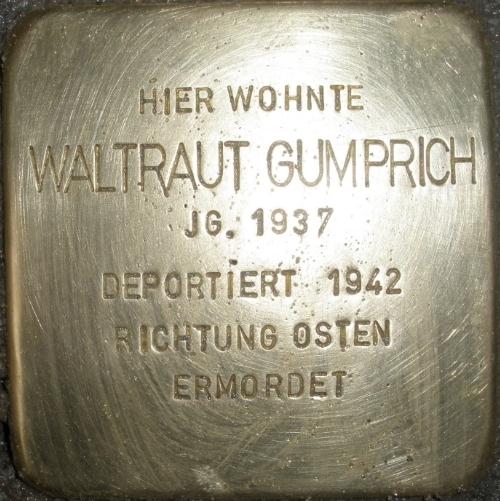 HIER WOHNTE
WALTRAUT GUMPRICH
JG. 1937
DEPORTIERT 1942
RICHTUNG OSTEN
ERMORDET